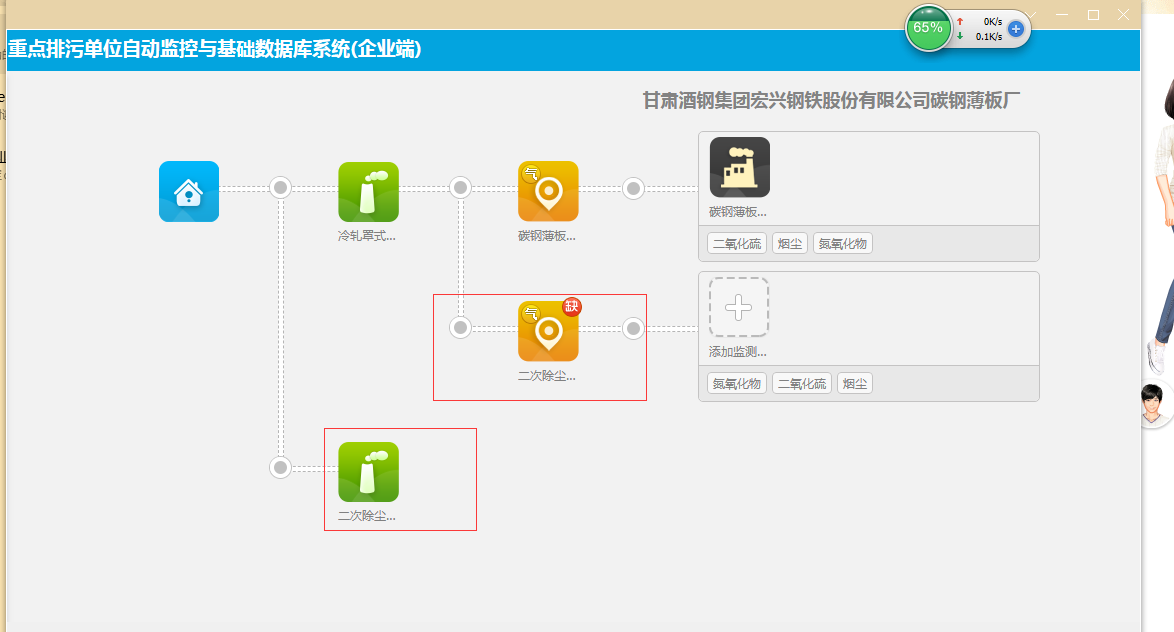 65%
0K/s
0.1K/s
重点排污单位自动监控与基础数据库系统(企业端)
甘肃酒钢集团宏兴钢铁股份有限公司碳钢薄板厂
冷轧罩式...
气
碳钢薄板...
碳钢薄板...
二氧化硫 烟尘 氮氧化物
气
缺
二次除尘...
添加监测...
氮氧化物 二氧化硫 烟尘
二次除尘...